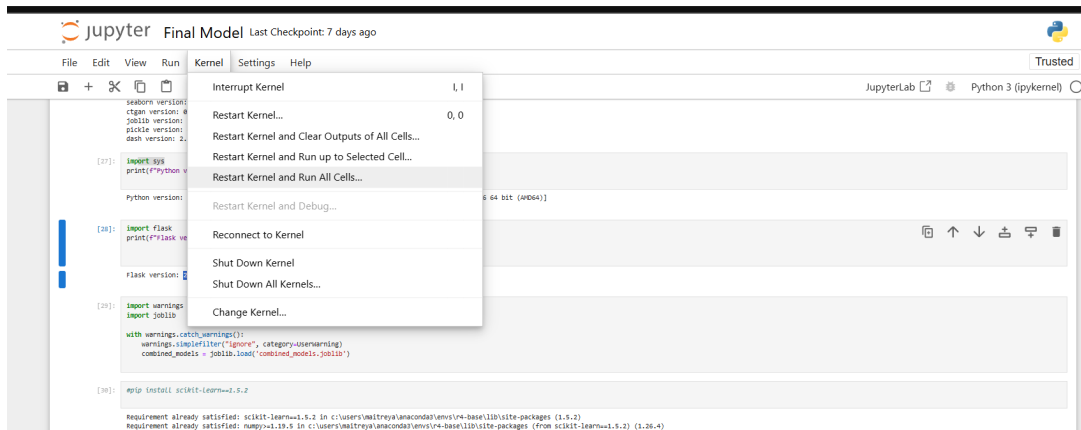 jupyter Final Model Last Checkpoint: 7 days ago
File Edit View Run Kernel Settings Help Trusted
JupyterLab Python 3 (ipykernel)
Interrupt Kernel I, I
Restart Kernel... 0, 0
Restart Kernel and Clear Outputs of All Cells...
Restart Kernel and Run up to Selected Cell...
Restart Kernel and Run All Cells...
Restart Kernel and Debug...
Reconnect to Kernel
Shut Down Kernel
Shut Down All Kernels...
Change Kernel...
seaborn version:
ctgan version: 0
joblib version:
pickle version:
dash version: 2.
[27]: import sys
print(f"Python v
Python version: 6 64 bit (AMD64)]
[28]: import flask
print(f"Flask ve
Flask version: 2
[29]: import warnings
import joblib
with warnings.catch_warnings():
warnings.simplefilter("ignore", category=UserWarning)
combined_models = joblib.load('combined_models.joblib')
[30]: #pip install scikit-learn==1.5.2
Requirement already satisfied: scikit-learn==1.5.2 in c:\users\maitreya\anaconda3\envs\r4-base\lib\site-packages (1.5.2)
Requirement already satisfied: numpy>=1.19.5 in c:\users\maitreya\anaconda3\envs\r4-base\lib\site-packages (from scikit-learn==1.5.2) (1.26.4)